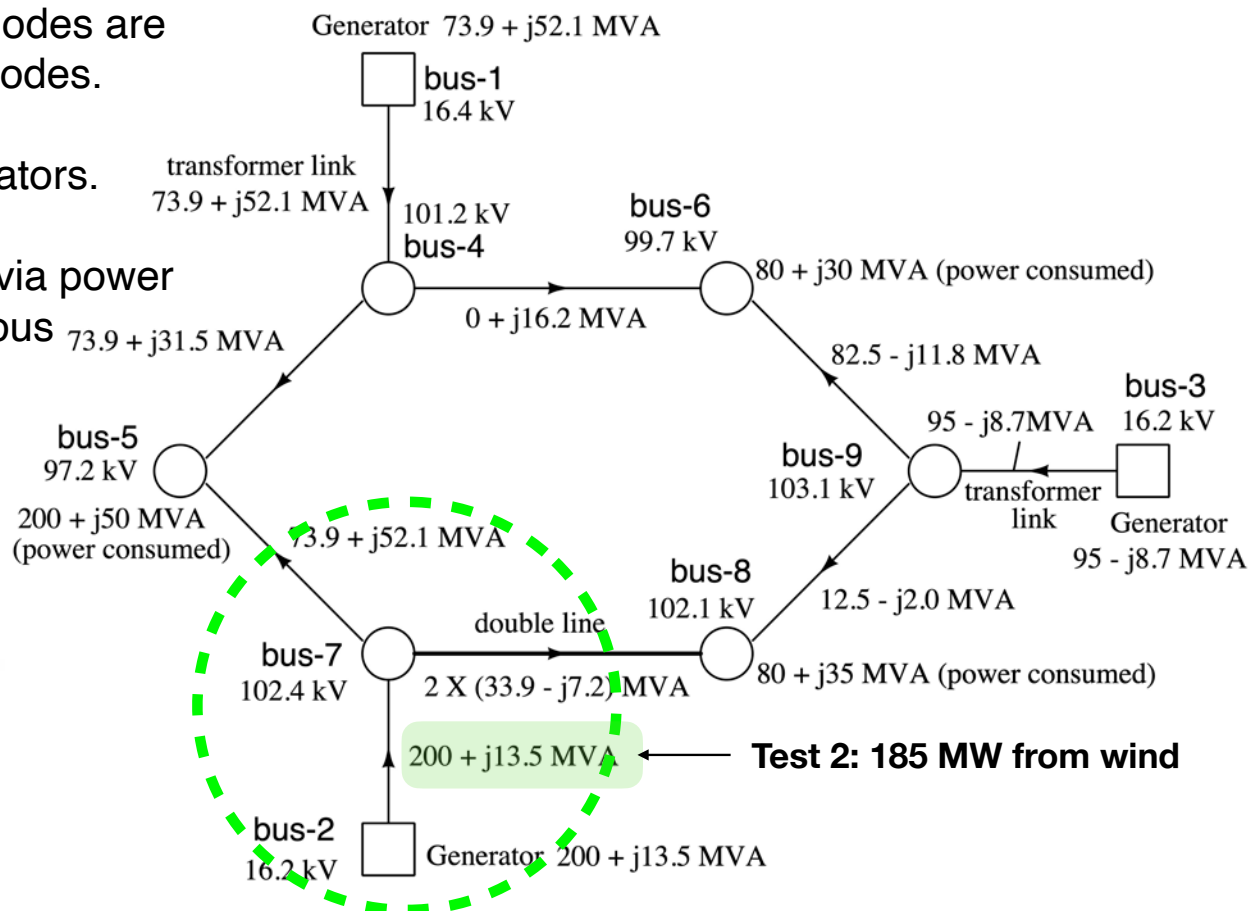 odes are
odes.
ators.
via power
ous
Generator 73.9 + j52.1 MVA
bus-1
16.4 kV
transformer link
73.9 + j52.1 MVA
101.2 kV
bus-4
bus-6
99.7 kV
80 + j30 MVA (power consumed)
0 + j16.2 MVA
73.9 + j31.5 MVA
82.5 - j11.8 MVA
bus-3
16.2 kV
95 - j8.7MVA
bus-5
97.2 kV
bus-9
103.1 kV
transformer
link
Generator
95 - j8.7 MVA
200 + j50 MVA
(power consumed)
73.9 + j52.1 MVA
bus-8
102.1 kV
12.5 - j2.0 MVA
double line
bus-7
102.4 kV
2 X (33.9 - j7.2) MVA
80 + j35 MVA (power consumed)
200 + j13.5 MVA
Test 2: 185 MW from wind
bus-2
16.2 kV
Generator 200 + j13.5 MVA